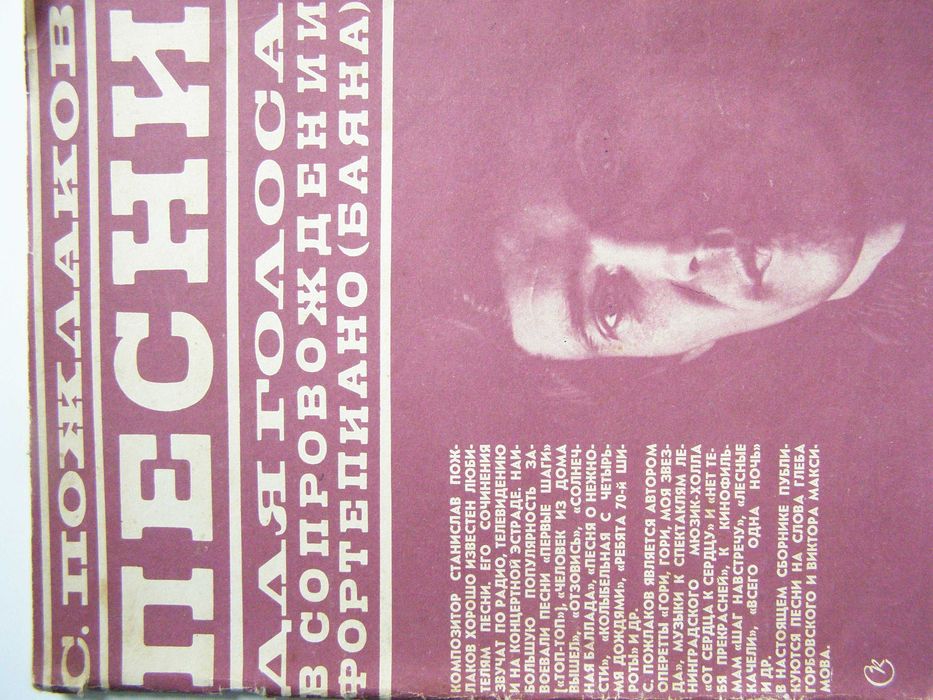 С. ПОЖЛАКОВ
ПЕСНИ
ДЛЯ ГОЛОСА
В СОПРОВОЖДЕНИИ
ФОРТЕПИАНО (БАЯНА)
КОМПОЗИТОР СТАНИСЛАВ ПОЖ-
ЛАКОВ ХОРОШО ИЗВЕСТЕН ЛЮБИ-
ТЕЛЯМ ПЕСНИ. ЕГО СОЧИНЕНИЯ
ЗВУЧАТ ПО РАДИО, ТЕЛЕВИДЕНИЮ
И НА КОНЦЕРТНОЙ ЭСТРАДЕ. НАИ-
БОЛЬШУЮ ПОПУЛЯРНОСТЬ ЗА-
ВОЕВАЛИ ПЕСНИ «ПЕРВЫЕ ШАГИ»
[«ТОП-ТОП»], «ЧЕЛОВЕК ИЗ ДОМА
ВЫШЕЛ», «ОТЗОВИСЬ», «СОЛНЕЧ-
НАЯ БАЛЛАДА», «ПЕСНЯ О НЕЖНО-
СТИ», «КОЛЫБЕЛЬНАЯ С ЧЕТЫРЬ-
МЯ ДОЖДЯМИ», «РЕБЯТА 70-Й ШИ-
РОТЫ» И ДР.
С. ПОЖЛАКОВ ЯВЛЯЕТСЯ АВТОРОМ
ОПЕРЕТТЫ «ГОРИ, ГОРИ, МОЯ ЗВЕЗ-
ДА», МУЗЫКИ К СПЕКТАКЛЯМ ЛЕ-
НИНГРАДСКОГО МЮЗИК-ХОЛЛА
«ОТ СЕРДЦА К СЕРДЦУ» И «НЕТ ТЕ-
БЯ ПРЕКРАСНЕЙ», К КИНОФИЛЬ-
МАМ «ШАГ НАВСТРЕЧУ», «ЛЕСНЫЕ
КАЧЕЛИ», «ВСЕГО ОДНА НОЧЬ»
И ДР.
В НАСТОЯЩЕМ СБОРНИКЕ ПУБЛИ-
КУЮТСЯ ПЕСНИ НА СЛОВА ГЛЕБА
ГОРБОВСКОГО И ВИКТОРА МАКСИ-
МОВА.